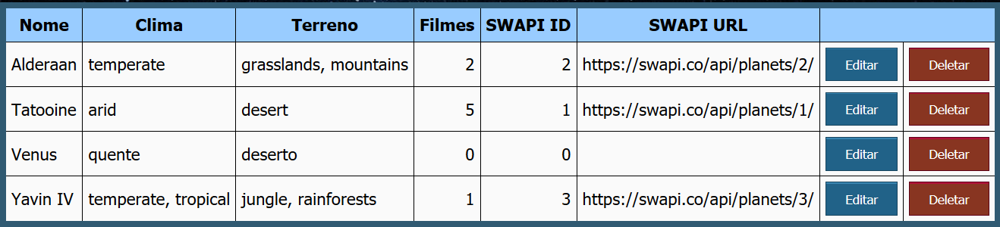 Nome Clima Terreno Filmes SWAPI ID SWAPI URL
Alderaan temperate grasslands, mountains 2 2 https://swapi.co/api/planets/2/ Editar Deletar
Tatooine arid desert 5 1 https://swapi.co/api/planets/1/ Editar Deletar
Venus quente deserto 0 0 Editar Deletar
Yavin IV temperate, tropical jungle, rainforests 1 3 https://swapi.co/api/planets/3/ Editar Deletar